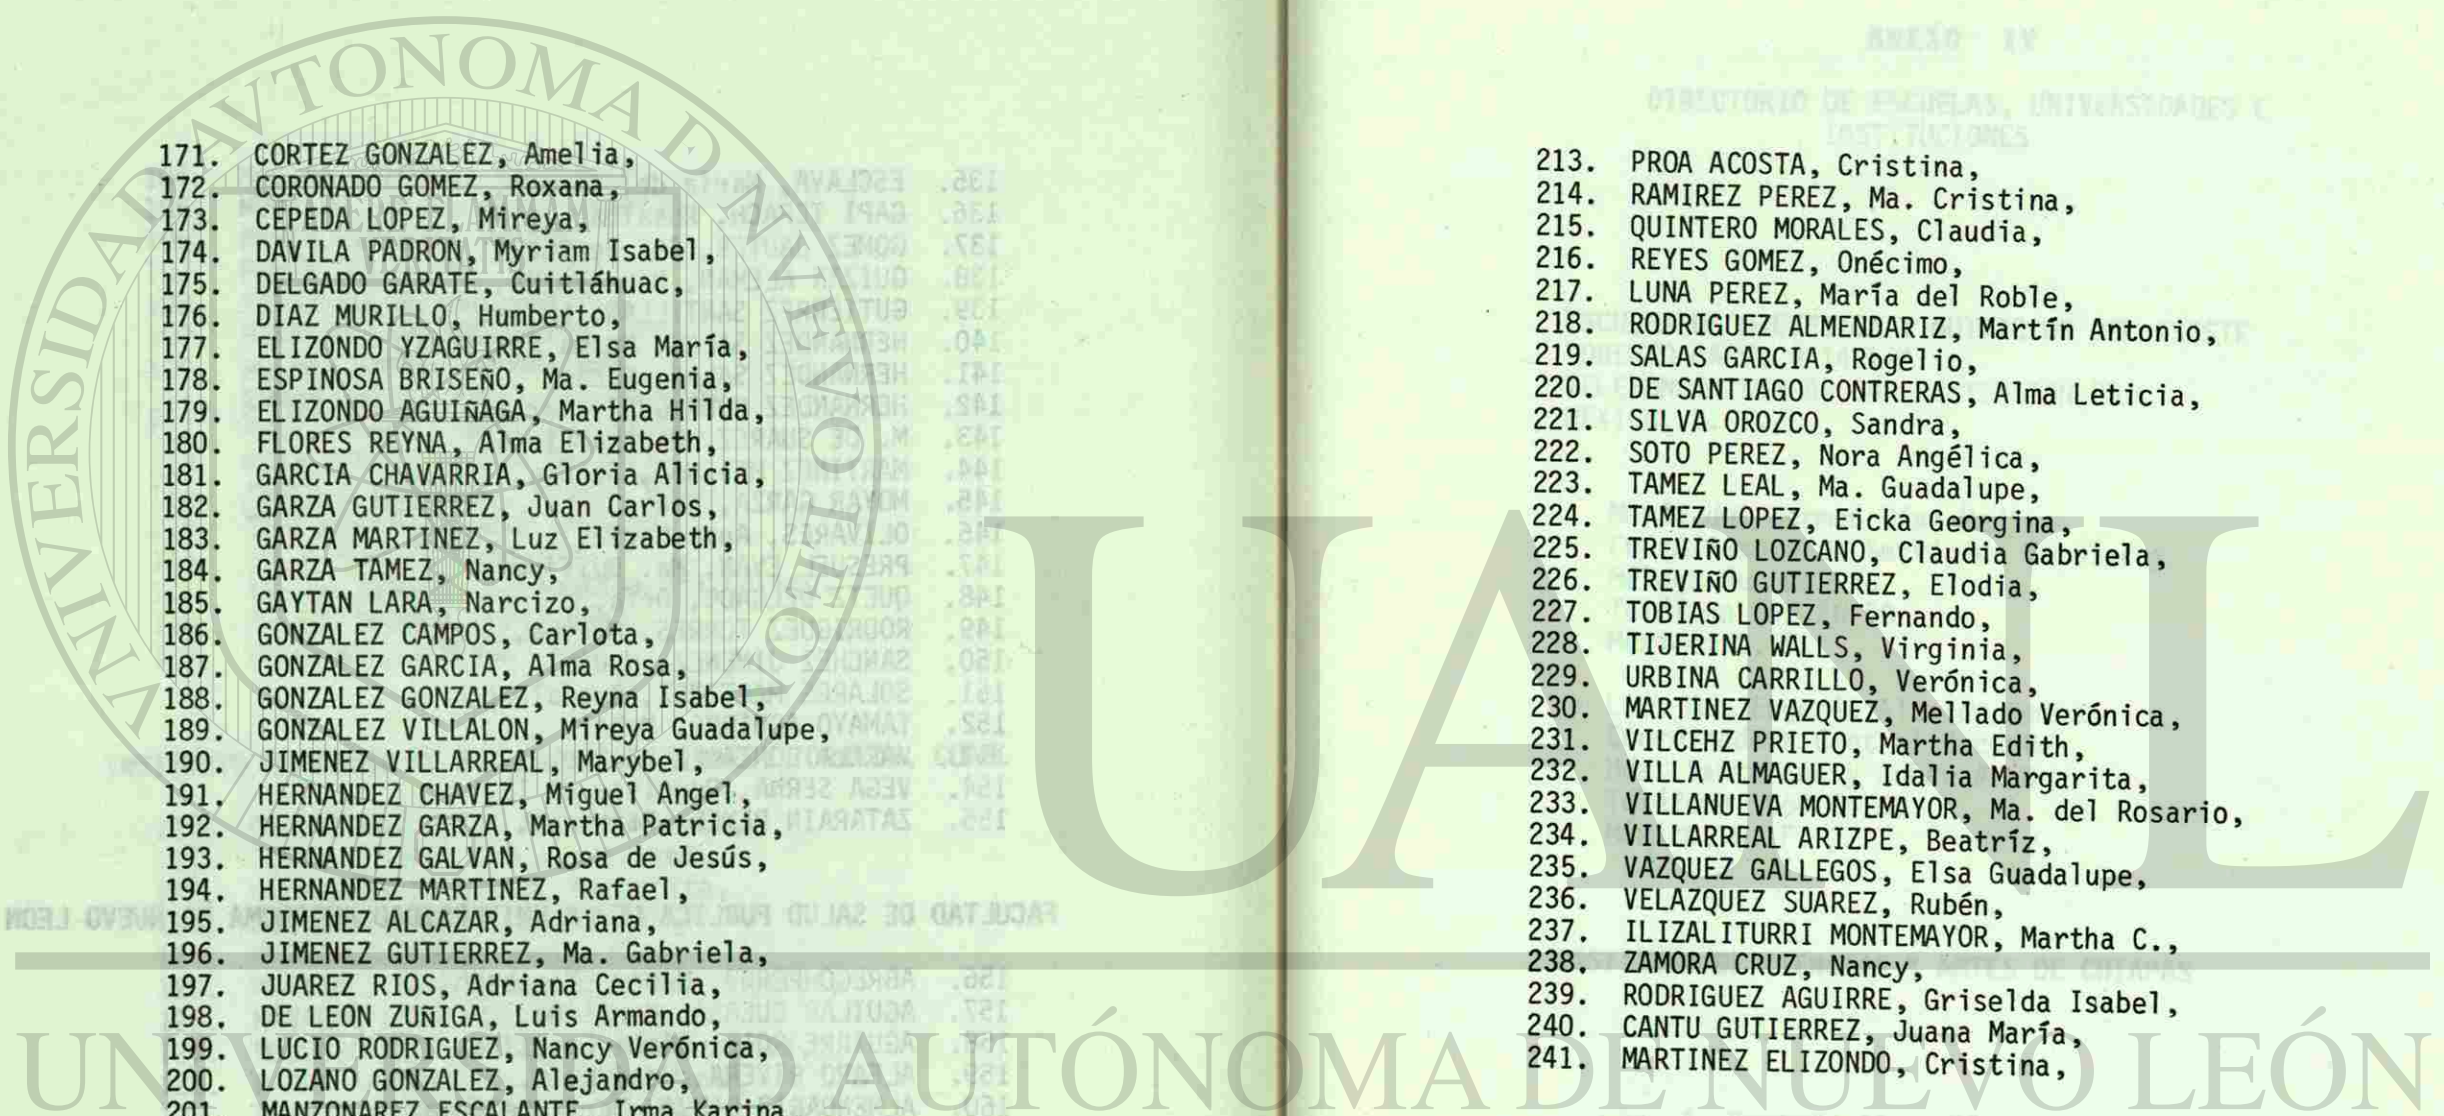 171. CORTEZ GONZALEZ, Amelia,
172. CORONADO GOMEZ, Roxana,
173. CEPEDA LOPEZ, Mireya,
174. DAVILA PADRON, Myriam Isabel,
175. DELGADO GARATE, Cuitláhuac,
176. DIAZ MURILLO, Humberto,
177. ELIZONDO YZAGUIRRE, Elsa María,
178. ESPINOSA BRISEÑO, Ma. Eugenia,
179. ELIZONDO AGUIÑAGA, Martha Hilda,
180. FLORES REYNA, Alma Elizabeth,
181. GARCIA CHAVARRIA, Gloria Alicia,
182. GARZA GUTIERREZ, Juan Carlos,
183. GARZA MARTINEZ, Luz Elizabeth,
184. GARZA TAMEZ, Nancy,
185. GAYTAN LARA, Narcizo,
186. GONZALEZ CAMPOS, Carlota,
187. GONZALEZ GARCIA, Alma Rosa,
188. GONZALEZ GONZALEZ, Reyna Isabel,
189. GONZALEZ VILLALON, Mireya Guadalupe,
190. JIMENEZ VILLARREAL, Marybel,
191. HERNANDEZ CHAVEZ, Miguel Angel,
192. HERNANDEZ GARZA, Martha Patricia,
193. HERNANDEZ GALVAN, Rosa de Jesús,
194. HERNANDEZ MARTINEZ, Rafael,
195. JIMENEZ ALCAZAR, Adriana,
196. JIMENEZ GUTIERREZ, Ma. Gabriela,
197. JUAREZ RIOS, Adriana Cecilia,
198. DE LEON ZUÑIGA, Luis Armando,
199. LUCIO RODRIGUEZ, Nancy Verónica,
200. LOZANO GONZALEZ, Alejandro,
201. MANZONAREZ ESCALANTE, Irma Karina
213. PROA ACOSTA, Cristina,
214. RAMIREZ PEREZ, Ma. Cristina,
215. QUINTERO MORALES, Claudia,
216. REYES GOMEZ, Onécimo,
217. LUNA PEREZ, María del Roble,
218. RODRIGUEZ ALMENDARIZ, Martín Antonio,
219. SALAS GARCIA, Rogelio,
220. DE SANTIAGO CONTRERAS, Alma Leticia,
221. SILVA OROZCO, Sandra,
222. SOTO PEREZ, Nora Angélica,
223. TAMEZ LEAL, Ma. Guadalupe,
224. TAMEZ LOPEZ, Eicka Georgina,
225. TREVIÑO LOZCANO, Claudia Gabriela,
226. TREVIÑO GUTIERREZ, Elodia,
227. TOBIAS LOPEZ, Fernando,
228. TIJERINA WALLS, Virginia,
229. URBINA CARRILLO, Verónica,
230. MARTINEZ VAZQUEZ, Mellado Verónica,
231. VILCEHZ PRIETO, Martha Edith,
232. VILLA ALMAGUER, Idalia Margarita,
233. VILLANUEVA MONTEMAYOR, Ma. del Rosario,
234. VILLARREAL ARIZPE, Beatríz,
235. VAZQUEZ GALLEGOS, Elsa Guadalupe,
236. VELAZQUEZ SUAREZ, Rubén,
237. ILIZALITURRI MONTEMAYOR, Martha C.,
238. ZAMORA CRUZ, Nancy,
239. RODRIGUEZ AGUIRRE, Griselda Isabel,
240. CANTU GUTIERREZ, Juana María,
241. MARTINEZ ELIZONDO, Cristina,
UANL
UNIVERSIDAD AUTÓNOMA DE NUEVO LEÓN